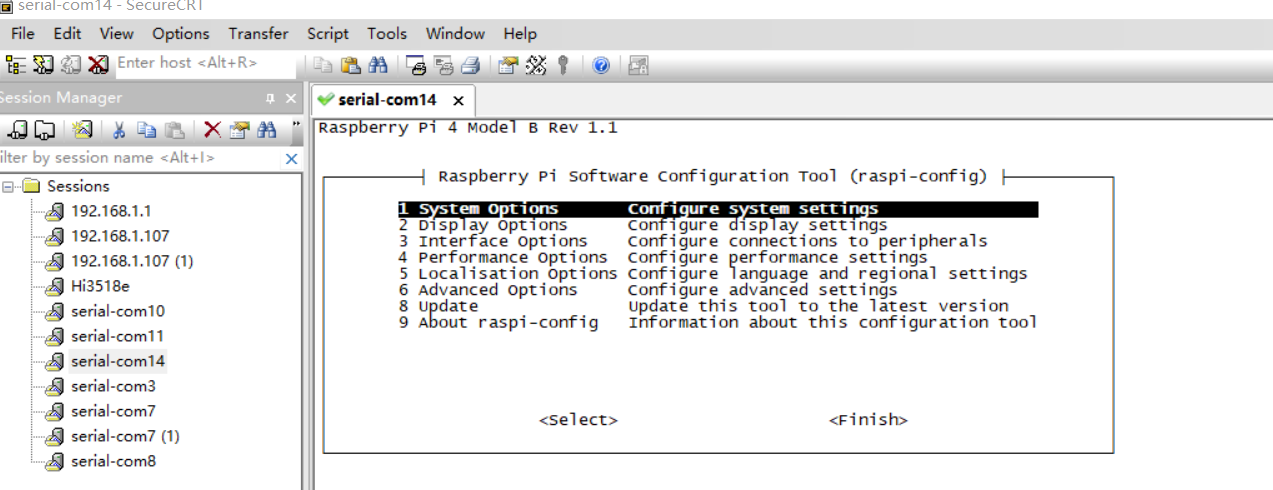 serial-com14 - SecureCRT
File Edit View Options Transfer Script Tools Window Help
Enter host <Alt+R>
Session Manager
serial-com14
ilter by session name <Alt+I>
Sessions
192.168.1.1
192.168.1.107
192.168.1.107 (1)
Hi3518e
serial-com10
serial-com11
serial-com14
serial-com3
serial-com7
serial-com7 (1)
serial-com8
Raspberry Pi 4 Model B Rev 1.1
Raspberry Pi Software Configuration Tool (raspi-config)
1 System Options Configure system settings
2 Display Options Configure display settings
3 Interface Options Configure connections to peripherals
4 Performance Options Configure performance settings
5 Localisation Options Configure language and regional settings
6 Advanced Options Configure advanced settings
8 Update Update this tool to the latest version
9 About raspi-config Information about this configuration tool
<Select> <Finish>